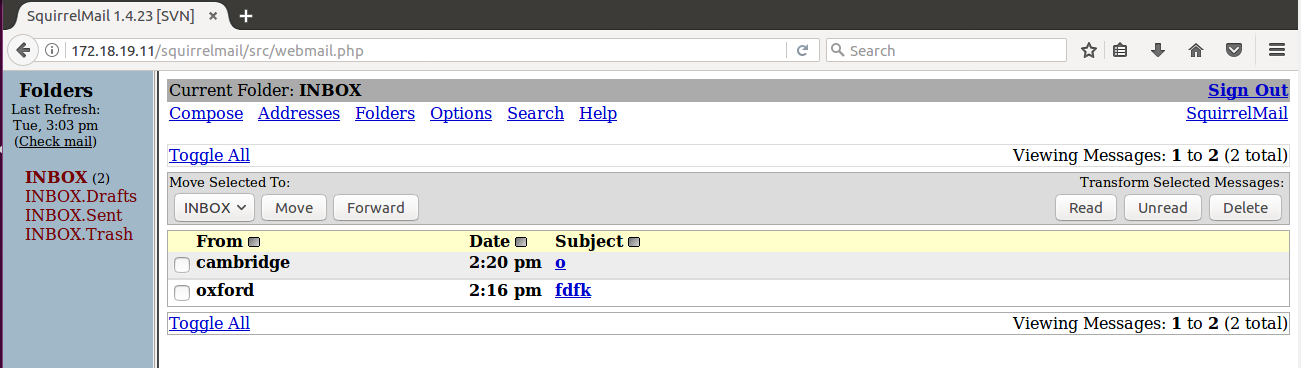 SquirrelMail 1.4.23 [SVN]
172.18.19.11/squirrelmail/src/webmail.php
Search
Folders
Last Refresh:
Tue, 3:03 pm
(Check mail)
INBOX (2)
INBOX.Drafts
INBOX.Sent
INBOX.Trash
Current Folder: INBOX Sign Out
Compose Addresses Folders Options Search Help SquirrelMail
Toggle All Viewing Messages: 1 to 2 (2 total)
Move Selected To: Transform Selected Messages:
INBOX Move Forward Read Unread Delete
From Date Subject
cambridge 2:20 pm o
oxford 2:16 pm fdfk
Toggle All Viewing Messages: 1 to 2 (2 total)